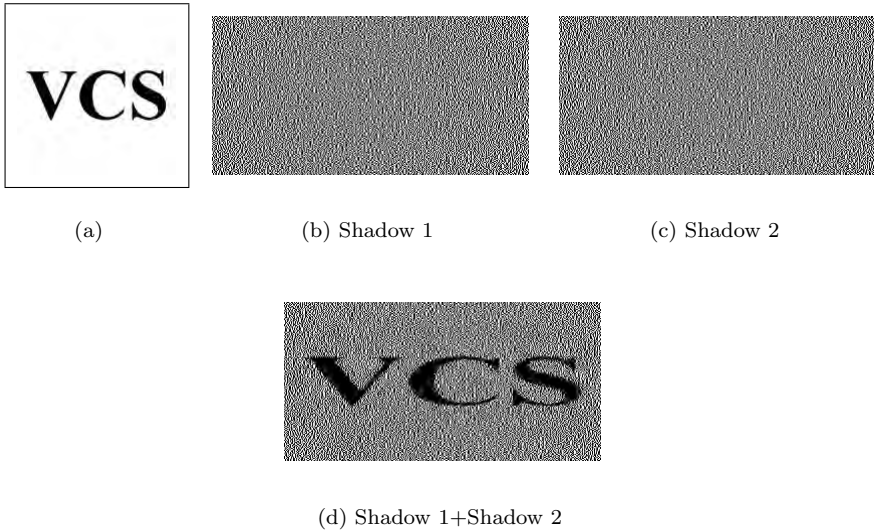 VCS
(a)
(b) Shadow 1
(c) Shadow 2
VCS
(d) Shadow 1+Shadow 2